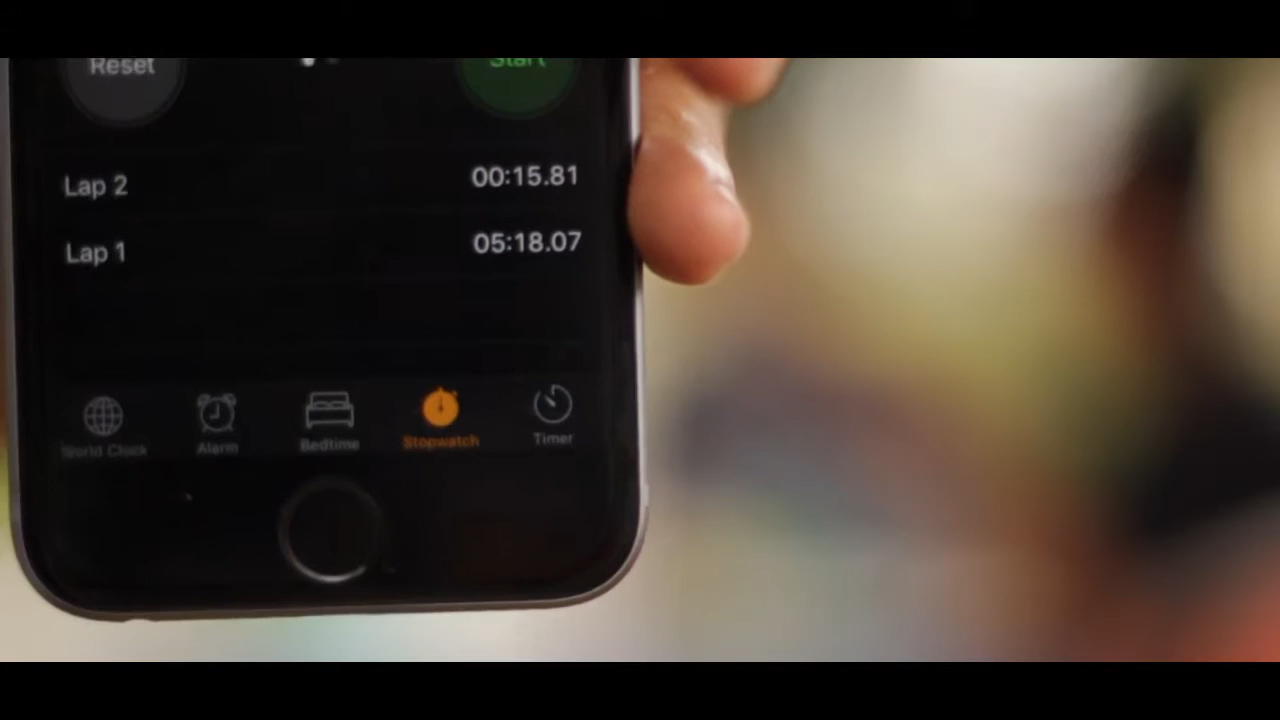 Reset
Start
Lap 2 00:15.81
Lap 1 05:18.07
World Clock Alarm Bedtime Stopwatch Timer